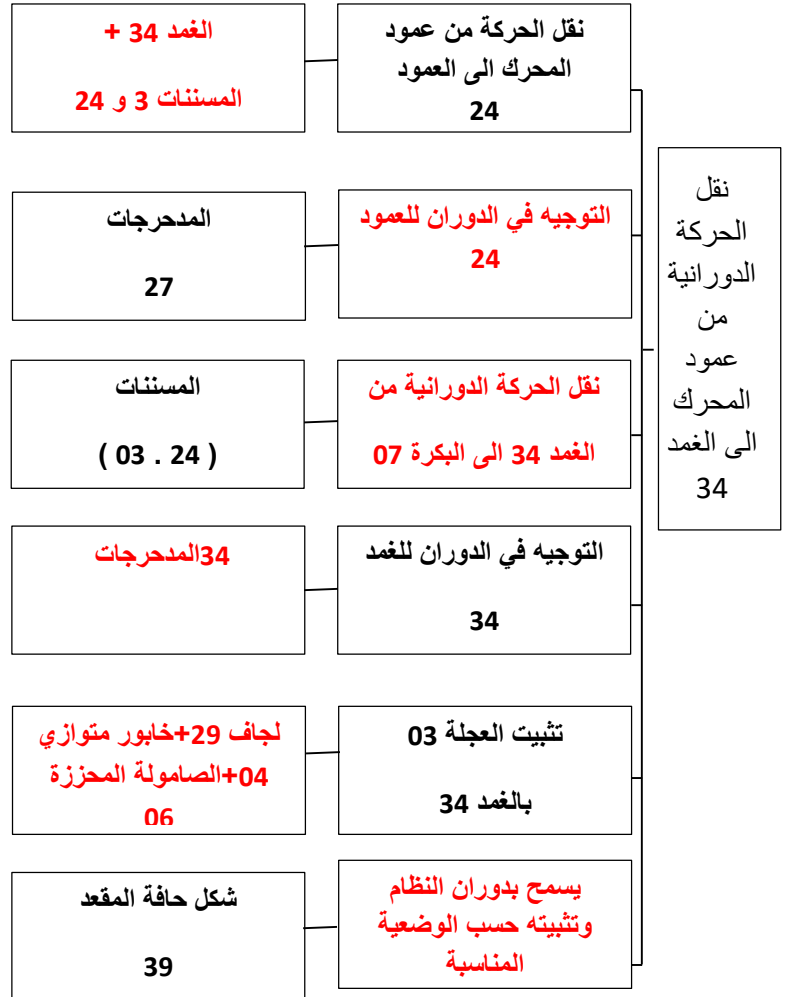 نقل
الحركة
الدورانية
من
عمود
المحرك
الى الغمد
34
نقل الحركة من عمود
المحرك الى العمود
24
الغمد 34 +
المسننات 3 و 24
التوجيه في الدوران للعمود
24
المدحرجات
27
نقل الحركة الدورانية من
الغمد 34 الى البكرة 07
المسننات
( 24 . 03 )
التوجيه في الدوران للغمد
34
34المدحرجات
تثبيت العجلة 03
بالغمد 34
لجاف 29+خابور متوازي
04+الصامولة المحززة
06
يسمح بدوران النظام
وتثبيته حسب الوضعية
المناسبة
شكل حافة المقعد
39